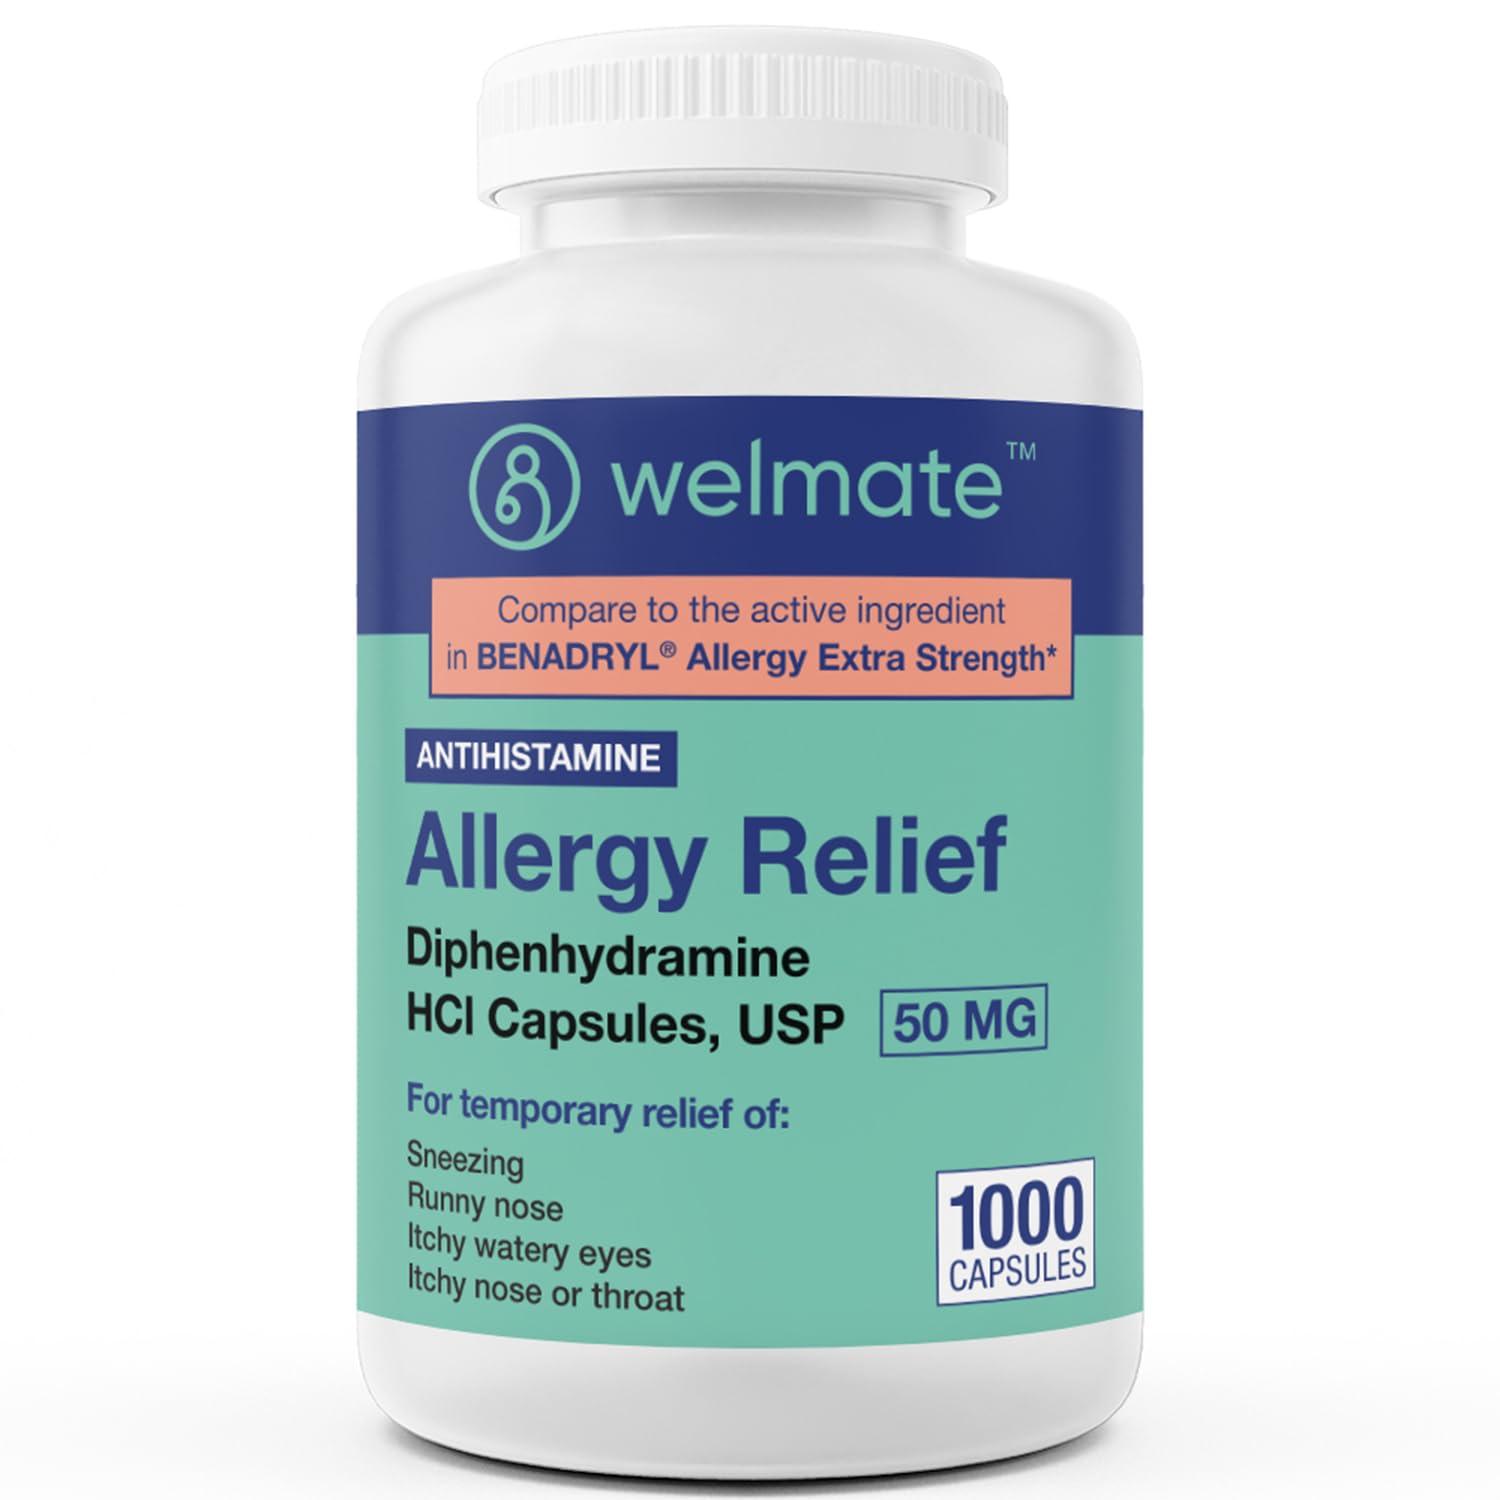 welmate™
Compare to the active ingredient
in BENADRYL® Allergy Extra Strength*
ANTIHISTAMINE
Allergy Relief
Diphenhydramine
HCl Capsules, USP 50 MG
For temporary relief of:
Sneezing
Runny nose
Itchy watery eyes
Itchy nose or throat
1000
CAPSULES